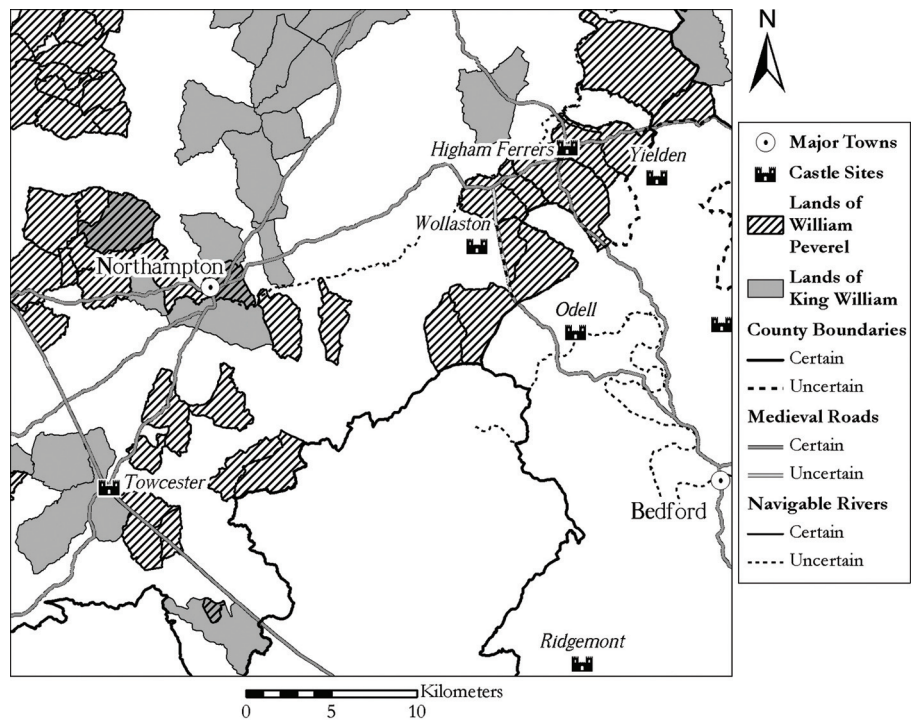 N
Higham Ferrers
Yielden
Wollaston
Northampton
Odell
Towcester
Bedford
Ridgemont
Major Towns
Castle Sites
Lands of
William
Peverel
Lands of
King William
County Boundaries
Certain
Uncertain
Medieval Roads
Certain
Uncertain
Navigable Rivers
Certain
Uncertain
Kilometers
0 5 10